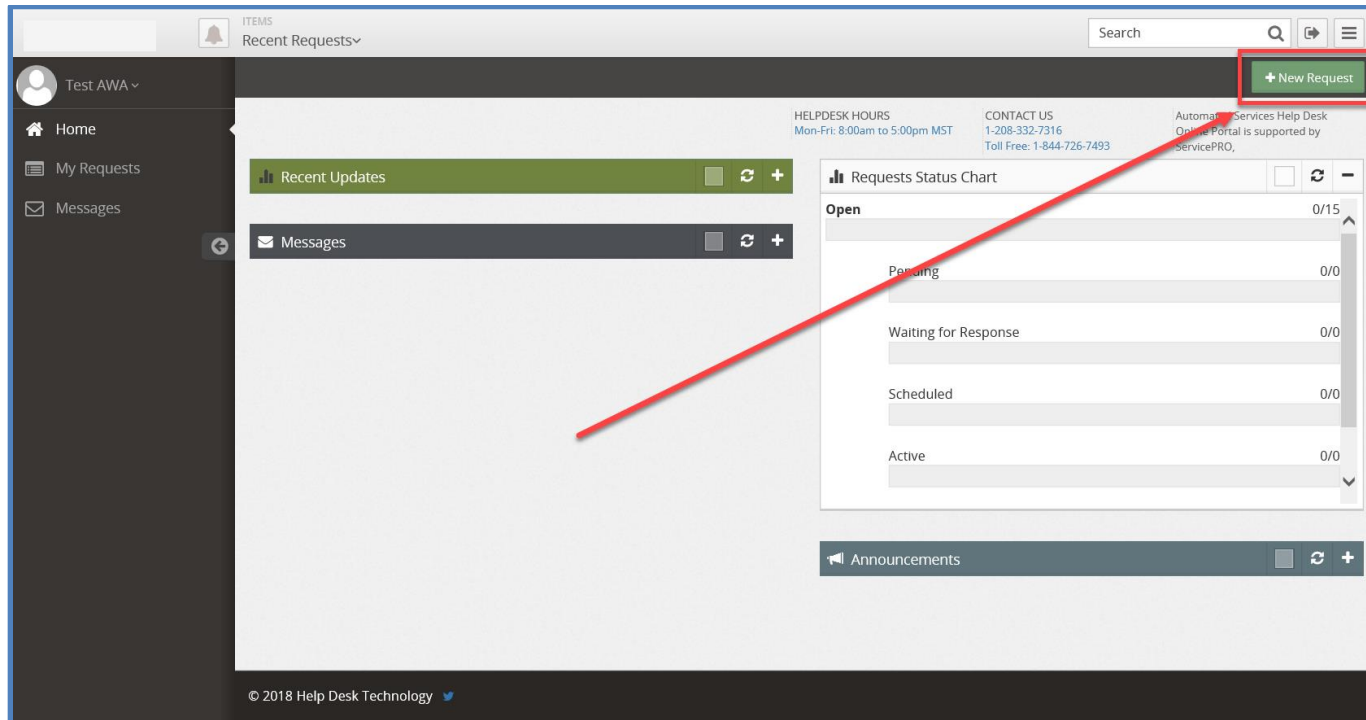 ITEMS
Recent Requests
Search
Test AWA
+ New Request
Home
My Requests
Messages
HELPDESK HOURS
Mon-Fri: 8:00am to 5:00pm MST
CONTACT US
1-208-332-7316
Toll Free: 1-844-726-7493
Services Help Desk
Portal is supported by
ServicePRO,
Recent Updates
Messages
Requests Status Chart
Open 0/15
Pending 0/0
Waiting for Response 0/0
Scheduled 0/0
Active 0/0
Announcements
© 2018 Help Desk Technology